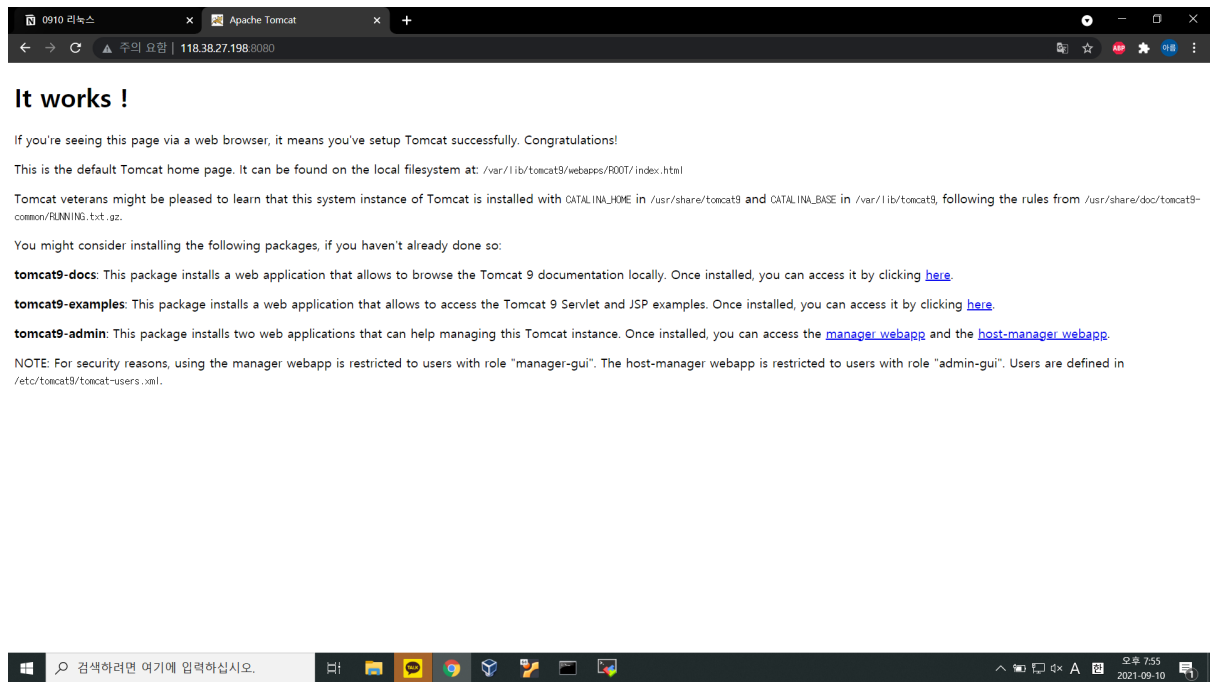 0910 리눅스
Apache Tomcat
주의 요함 | 118.38.27.198:8080
ABP
아름
It works !
If you're seeing this page via a web browser, it means you've setup Tomcat successfully. Congratulations!
This is the default Tomcat home page. It can be found on the local filesystem at: /var/lib/tomcat9/webapps/ROOT/index.html
Tomcat veterans might be pleased to learn that this system instance of Tomcat is installed with CATALINA_HOME in /usr/share/tomcat9 and CATALINA_BASE in /var/lib/tomcat9, following the rules from /usr/share/doc/tomcat9-
common/RUNNING.txt.gz.
You might consider installing the following packages, if you haven't already done so:
tomcat9-docs: This package installs a web application that allows to browse the Tomcat 9 documentation locally. Once installed, you can access it by clicking here.
tomcat9-examples: This package installs a web application that allows to access the Tomcat 9 Servlet and JSP examples. Once installed, you can access it by clicking here.
tomcat9-admin: This package installs two web applications that can help managing this Tomcat instance. Once installed, you can access the manager webapp and the host-manager webapp.
NOTE: For security reasons, using the manager webapp is restricted to users with role "manager-gui". The host-manager webapp is restricted to users with role "admin-gui". Users are defined in
/etc/tomcat9/tomcat-users.xml.
검색하려면 여기에 입력하십시오.
TALK
A 한
오후 7:55
2021-09-10
1